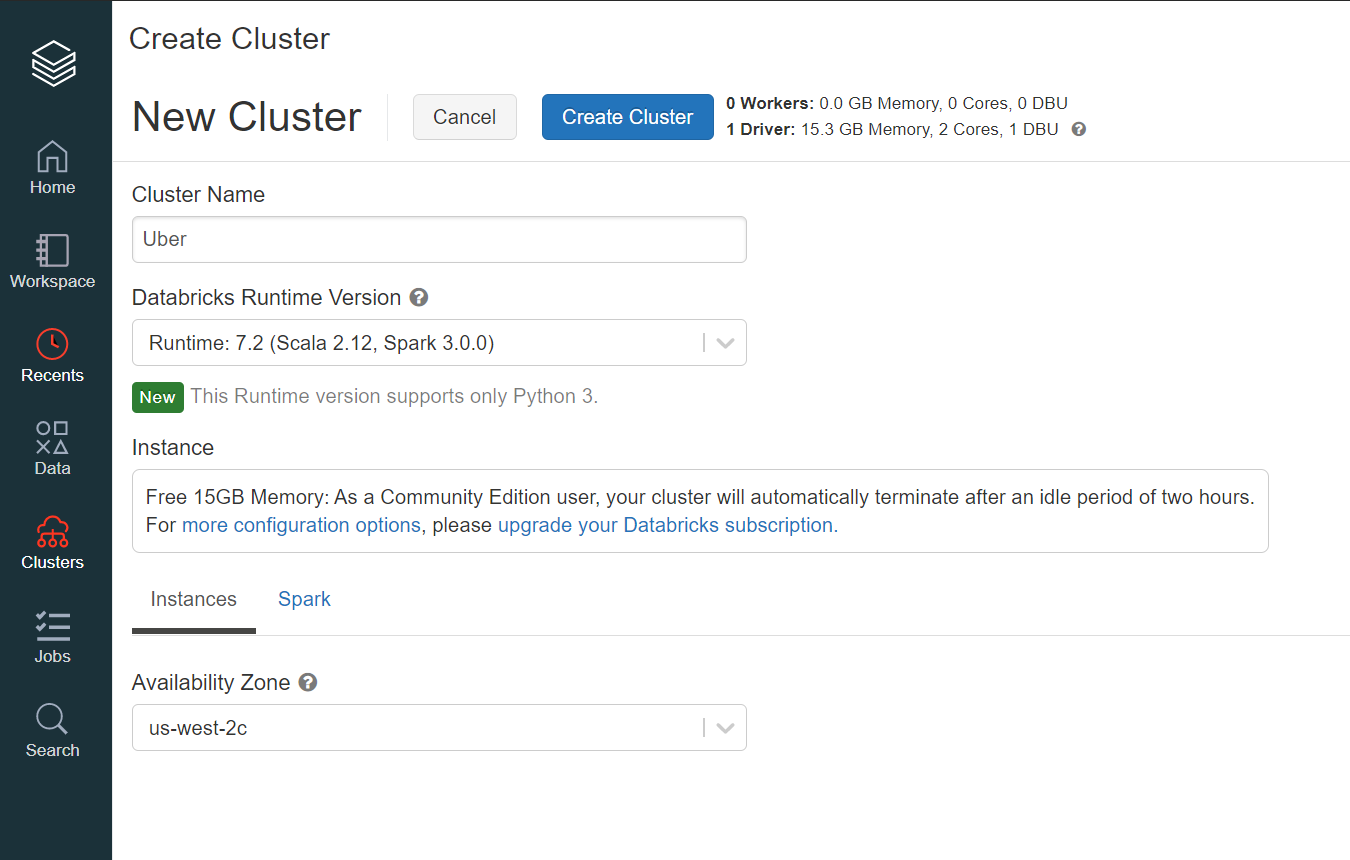 Create Cluster
New Cluster
Cancel
Create Cluster
0 Workers: 0.0 GB Memory, 0 Cores, 0 DBU
1 Driver: 15.3 GB Memory, 2 Cores, 1 DBU ?
Home
Workspace
Recents
Data
Clusters
Jobs
Search
Cluster Name
Uber
Databricks Runtime Version ?
Runtime: 7.2 (Scala 2.12, Spark 3.0.0)
New This Runtime version supports only Python 3.
Instance
Free 15GB Memory: As a Community Edition user, your cluster will automatically terminate after an idle period of two hours.
For more configuration options, please upgrade your Databricks subscription.
Instances
Spark
Availability Zone ?
us-west-2c